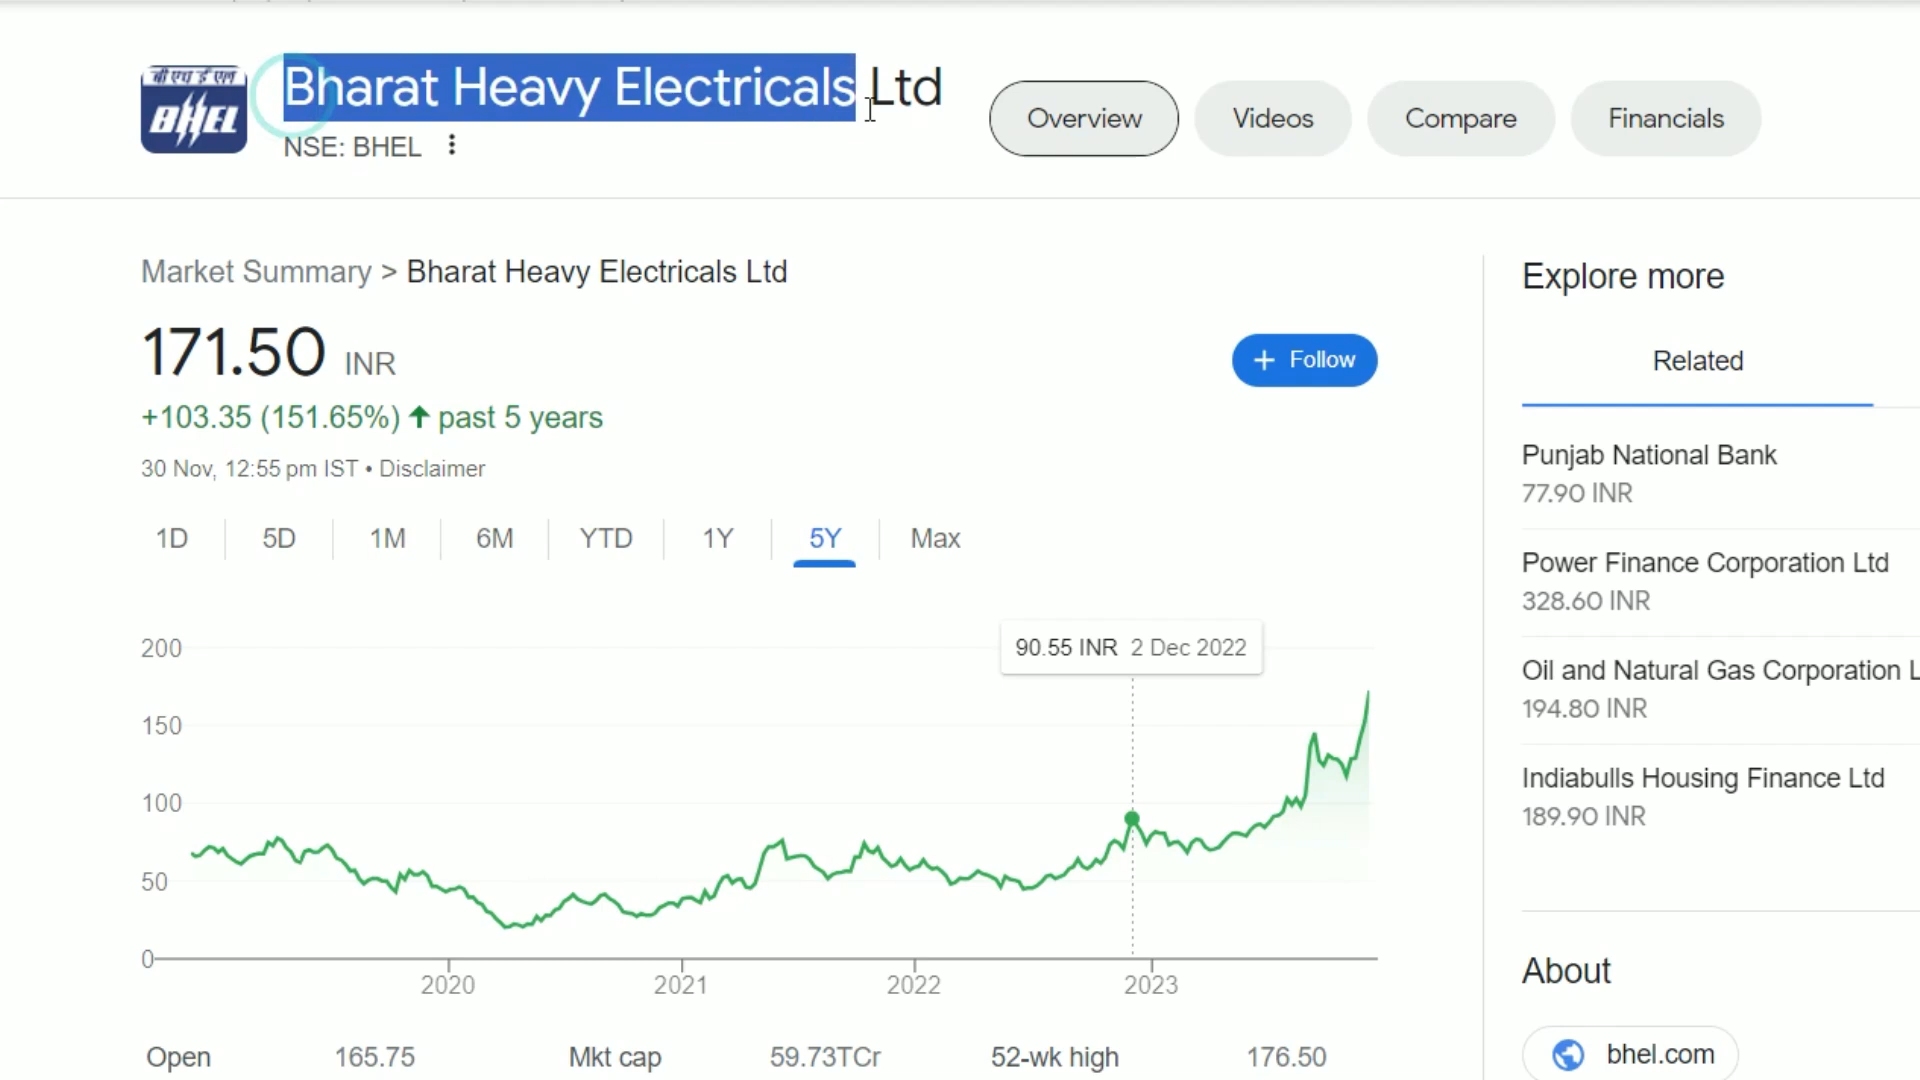 बी एच ई एल
BHEL
Bharat Heavy Electricals Ltd
NSE: BHEL
Overview
Videos
Compare
Financials
Market Summary > Bharat Heavy Electricals Ltd
171.50 INR
+ Follow
+103.35 (151.65%) ↑ past 5 years
30 Nov, 12:55 pm IST • Disclaimer
1D 5D 1M 6M YTD 1Y 5Y Max
90.55 INR 2 Dec 2022
200
150
100
50
0
2020 2021 2022 2023
Open 165.75 Mkt cap 59.73TCr 52-wk high 176.50
Explore more
Related
Punjab National Bank
77.90 INR
Power Finance Corporation Ltd
328.60 INR
Oil and Natural Gas Corporation L
194.80 INR
Indiabulls Housing Finance Ltd
189.90 INR
About
bhel.com